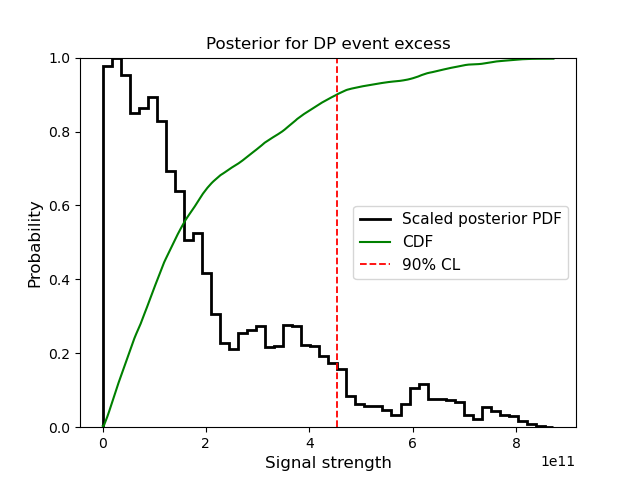 Posterior for DP event excess
Probability
1.0
0.8
0.6
0.4
0.2
0.0
Scaled posterior PDF
CDF
90% CL
0 2 4 6 8
1e11
Signal strength